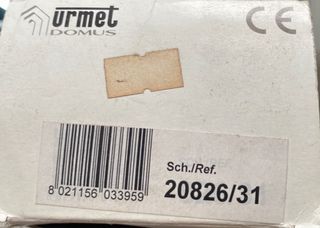 urmet
DOMUS
CE
Sch./Ref.
20826/31
8 021156 033959